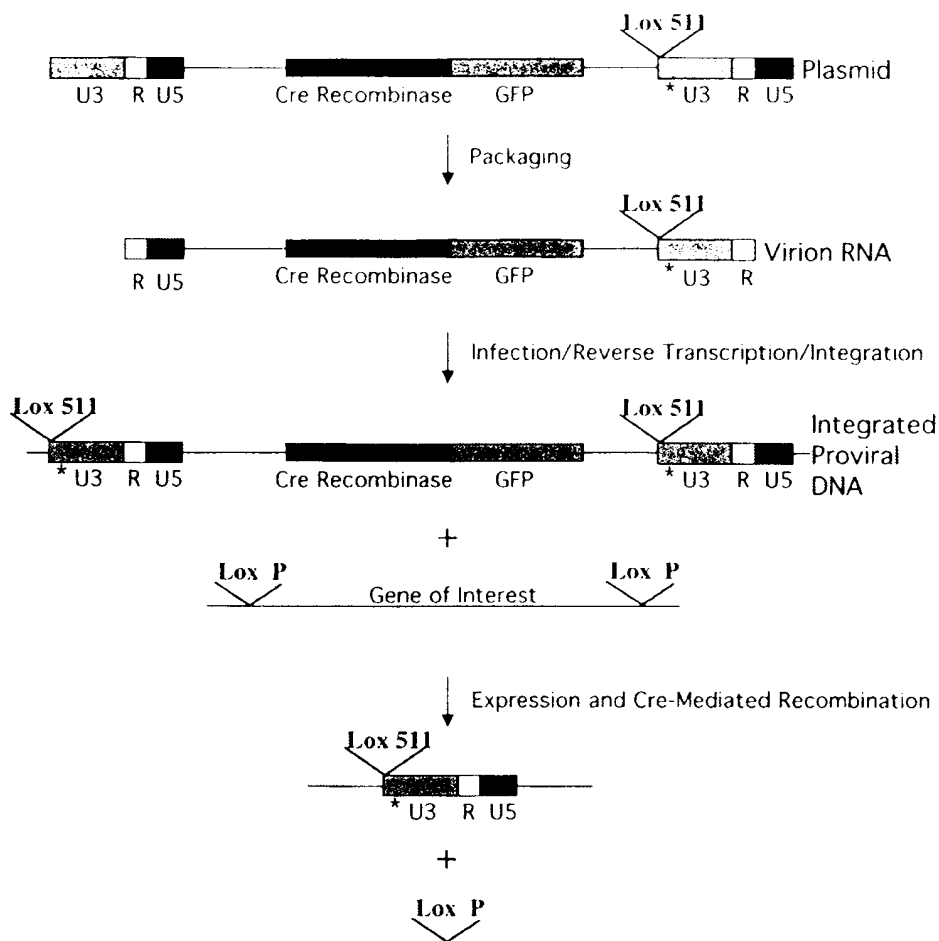 Lox 511
Plasmid
U3 R U5 Cre Recombinase GFP * U3 R U5
Packaging
Lox 511
Virion RNA
R U5 Cre Recombinase GFP * U3 R
Infection/Reverse Transcription/Integration
Lox 511 Lox 511
Integrated
Proviral
DNA
* U3 R U5 Cre Recombinase GFP * U3 R U5
+
Lox P Lox P
Gene of Interest
Expression and Cre-Mediated Recombination
Lox 511
* U3 R U5
+
Lox P